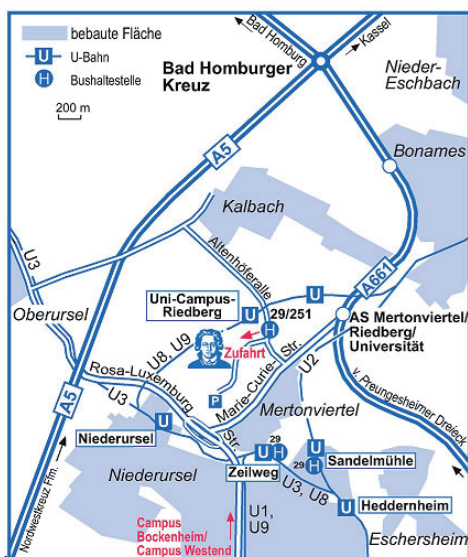 bebaute Fläche
U
U-Bahn
H
Bushaltestelle
200 m
Bad Homburg
Kassel
Bad Homburger
Kreuz
Nieder-
Eschbach
A5
Bonames
Kalbach
Altenhöferalle
U3
A661
Oberursel
Uni-Campus-
Riedberg
U
29/251
H
U
AS Mertonviertel/
Riedberg/
Universität
U8, U9
Zufahrt
Marie-Curie-Str.
U2
Rosa-Luxemburg
Str.
P
A5
U3
U
Niederursel
Mertonviertel
v. Preungesheimer Dreieck
Niederursel
29
U
H
Zeilweg
U
29
H
Sandelmühle
U3, U8
Heddernheim
U
Nordwestkreuz Ffm.
Campus
Bockenheim/
Campus Westend
U1,
U9
Eschersheim